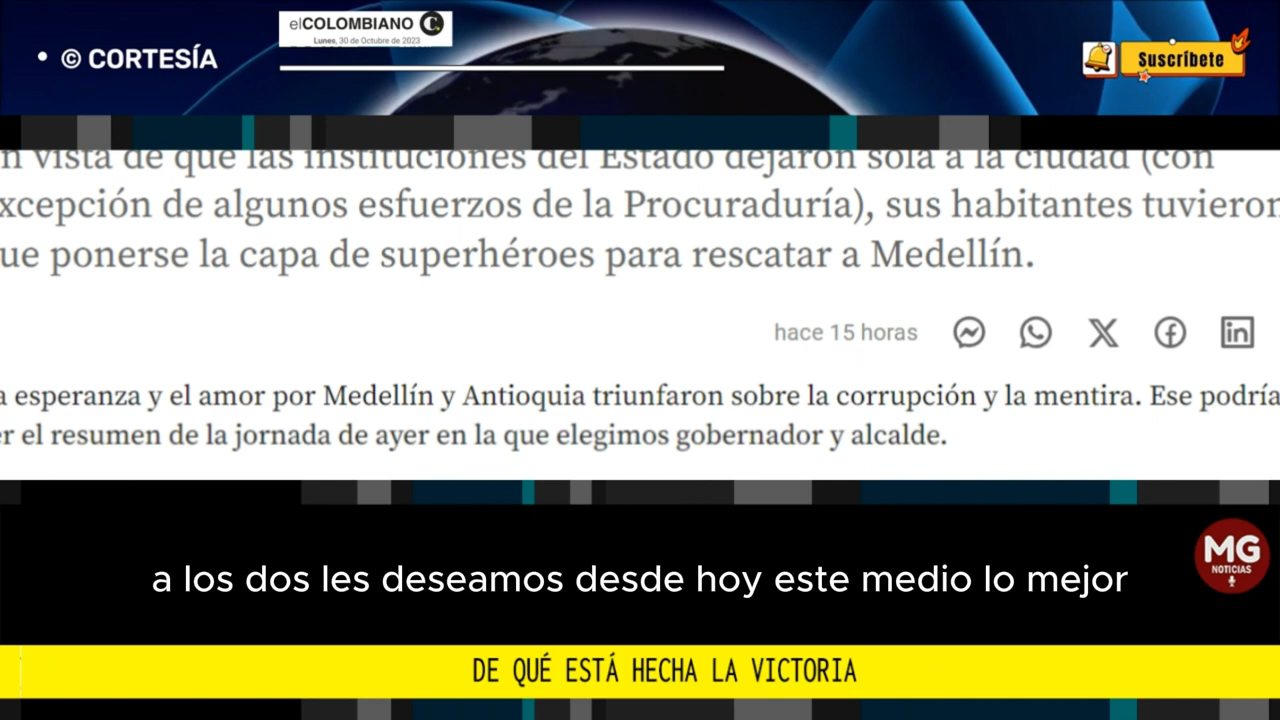 elCOLOMBIANO C
Lunes, 30 de Octubre de 2023
• © CORTESÍA
Suscríbete
n vista de que las instituciones del Estado dejaron sola a la ciudad (con
xcepción de algunos esfuerzos de la Procuraduría), sus habitantes tuvieron
ue ponerse la capa de superhéroes para rescatar a Medellín.
hace 15 horas
a esperanza y el amor por Medellín y Antioquia triunfaron sobre la corrupción y la mentira. Ese podría
er el resumen de la jornada de ayer en la que elegimos gobernador y alcalde.
MG
NOTICIAS
a los dos les deseamos desde hoy este medio lo mejor
DE QUÉ ESTÁ HECHA LA VICTORIA